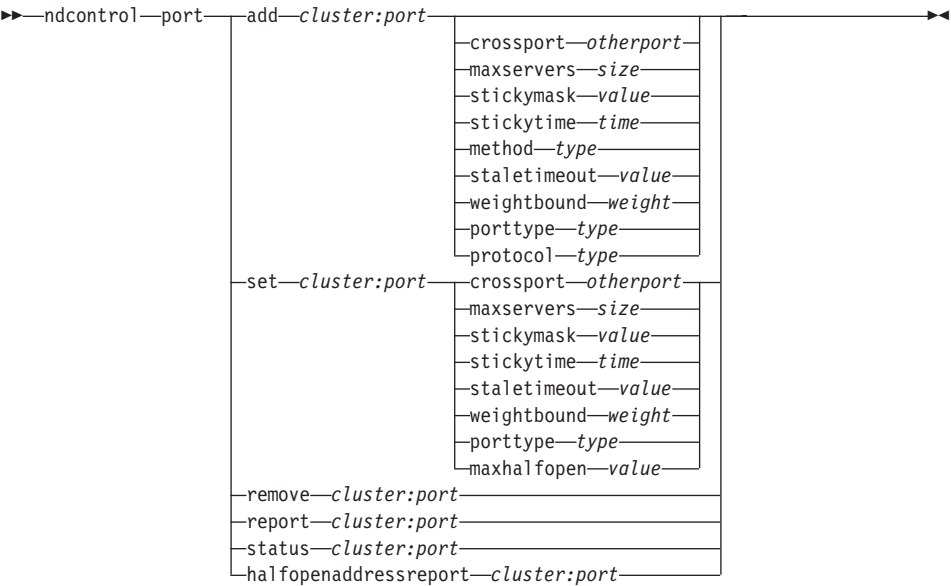 ndcontrol port add cluster:port
crossport otherport
maxservers size
stickymask value
stickytime time
method type
staletimeout value
weightbound weight
porttype type
protocol type
set cluster:port crossport otherport
maxservers size
stickymask value
stickytime time
staletimeout value
weightbound weight
porttype type
maxhalfopen value
remove cluster:port
report cluster:port
status cluster:port
halfopenaddressreport cluster:port